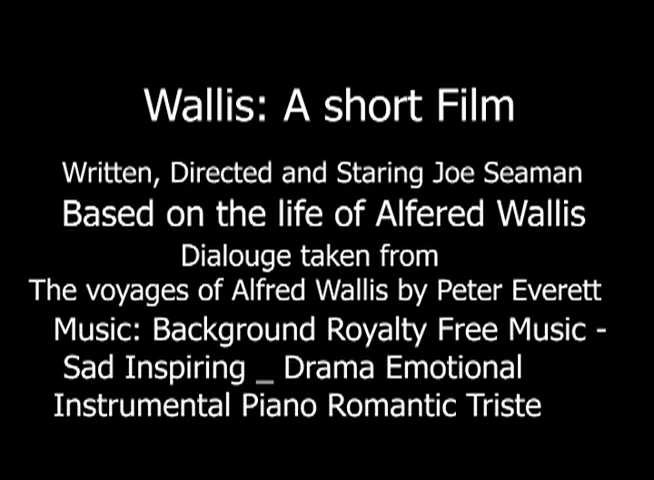 Wallis: A short Film
Written, Directed and Staring Joe Seaman
Based on the life of Alfered Wallis
Dialouge taken from
The voyages of Alfred Wallis by Peter Everett
Music: Background Royalty Free Music -
Sad Inspiring _ Drama Emotional
Instrumental Piano Romantic Triste